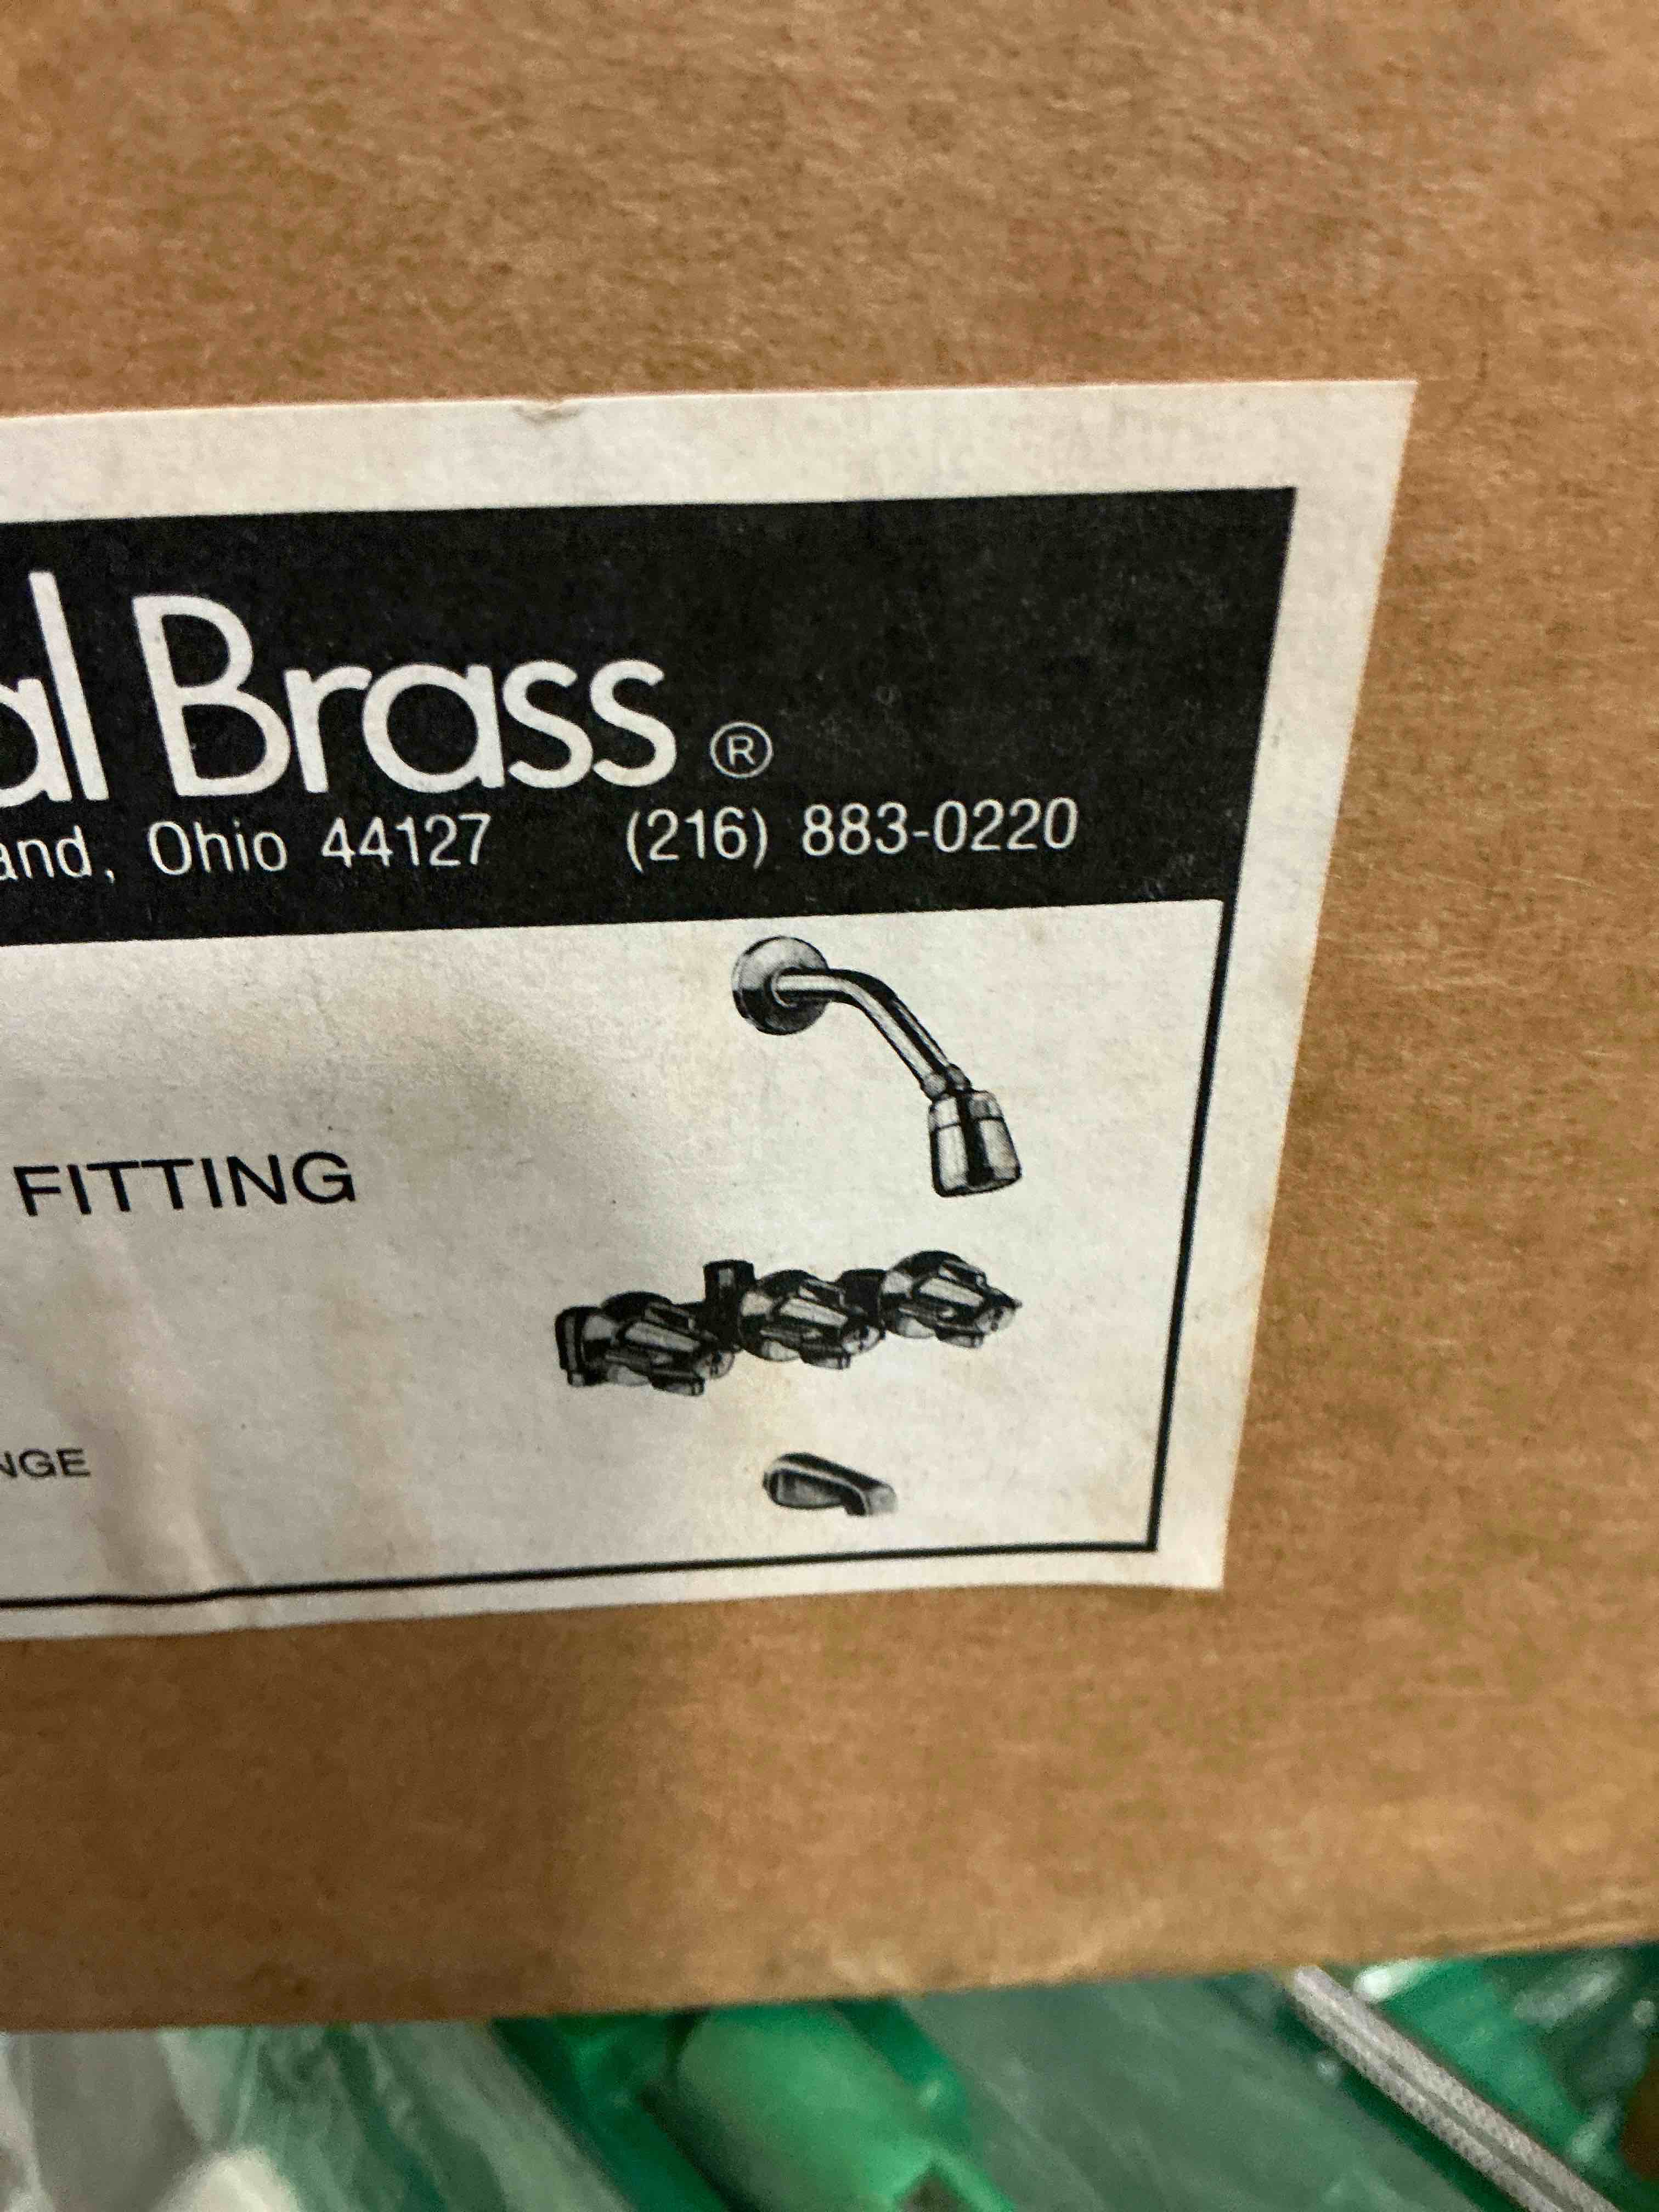 al Brass ®
and, Ohio 44127 (216) 883-0220
FITTING
NGE